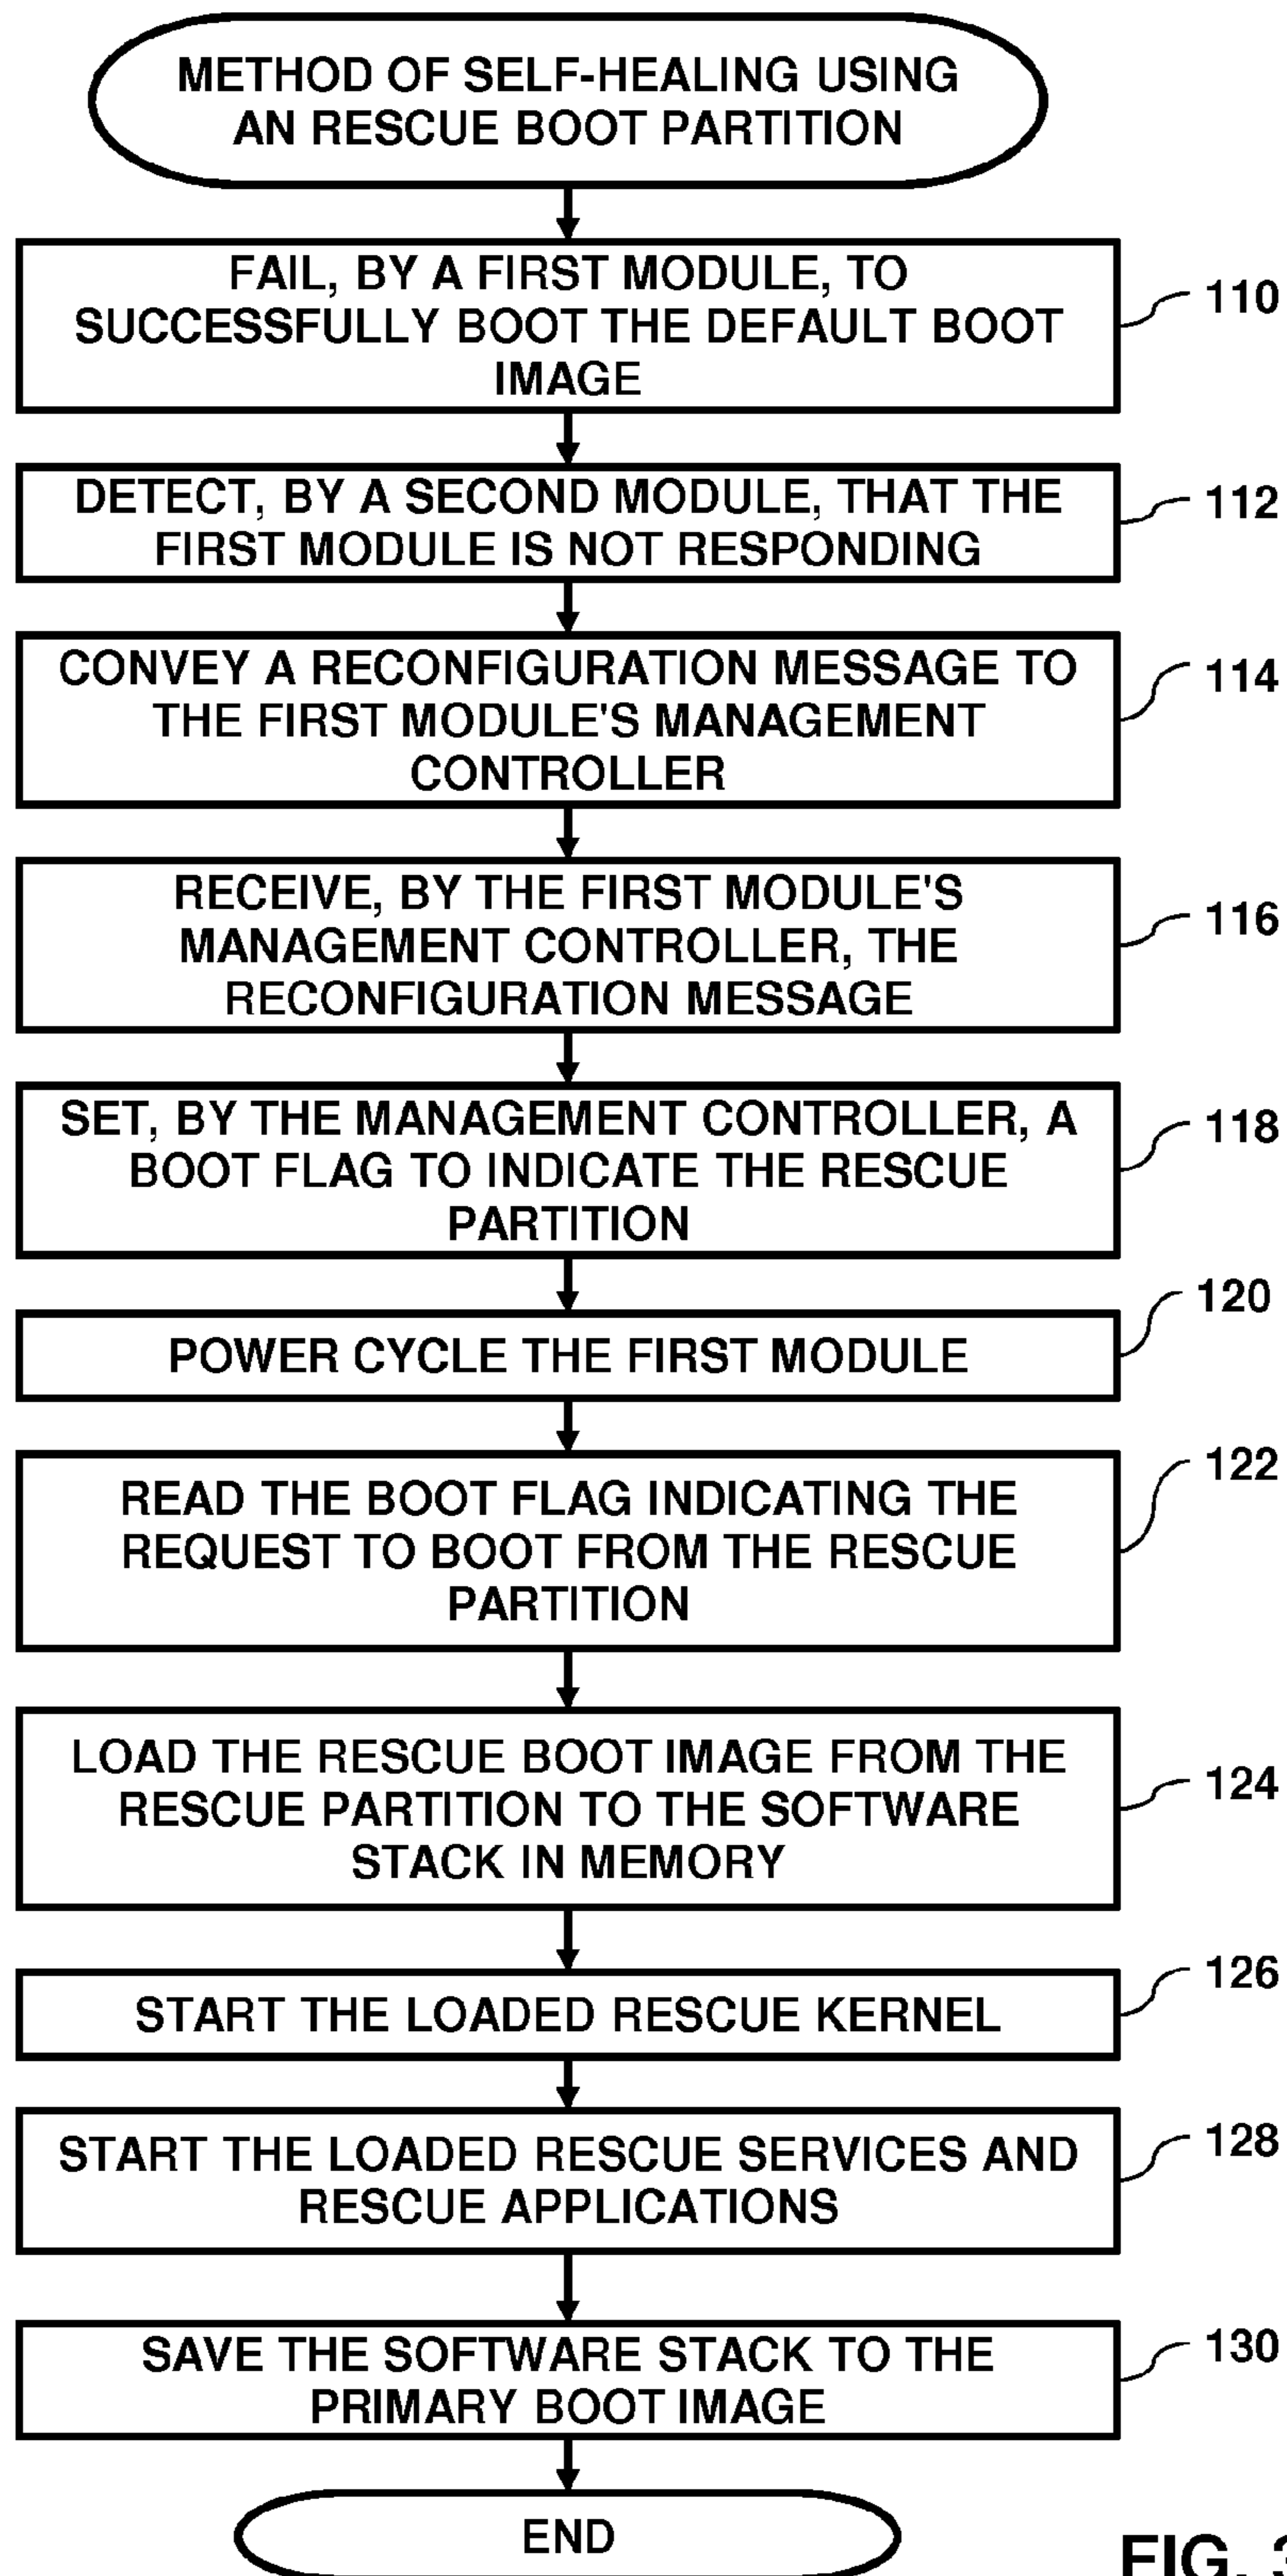 METHOD OF SELF-HEALING USING
AN RESCUE BOOT PARTITION
FAIL, BY A FIRST MODULE, TO
SUCCESSFULLY BOOT THE DEFAULT BOOT
IMAGE
110
DETECT, BY A SECOND MODULE, THAT THE
FIRST MODULE IS NOT RESPONDING
112
CONVEY A RECONFIGURATION MESSAGE TO
THE FIRST MODULE'S MANAGEMENT
CONTROLLER
114
RECEIVE, BY THE FIRST MODULE'S
MANAGEMENT CONTROLLER, THE
RECONFIGURATION MESSAGE
116
SET, BY THE MANAGEMENT CONTROLLER, A
BOOT FLAG TO INDICATE THE RESCUE
PARTITION
118
POWER CYCLE THE FIRST MODULE
120
READ THE BOOT FLAG INDICATING THE
REQUEST TO BOOT FROM THE RESCUE
PARTITION
122
LOAD THE RESCUE BOOT IMAGE FROM THE
RESCUE PARTITION TO THE SOFTWARE
STACK IN MEMORY
124
START THE LOADED RESCUE KERNEL
126
START THE LOADED RESCUE SERVICES AND
RESCUE APPLICATIONS
128
SAVE THE SOFTWARE STACK TO THE
PRIMARY BOOT IMAGE
130
END
FIG. 3